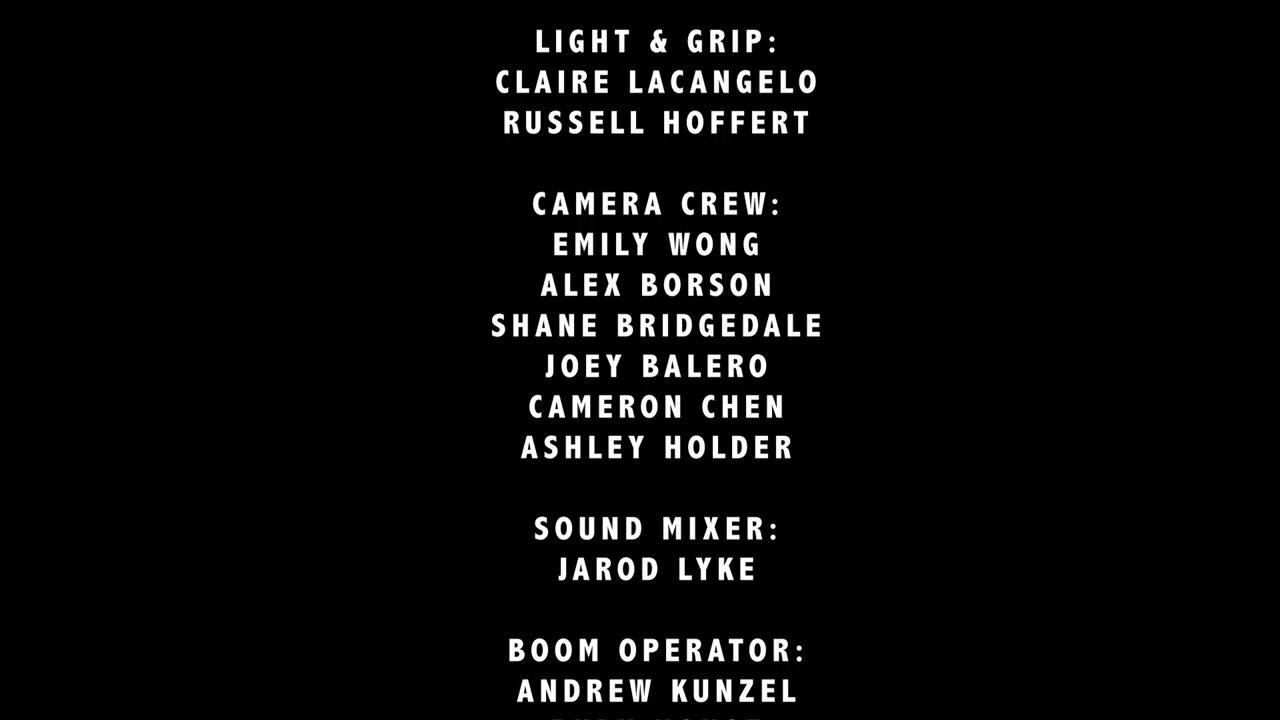 LIGHT & GRIP:
CLAIRE LACANGELO
RUSSELL HOFFERT
CAMERA CREW:
EMILY WONG
ALEX BORSON
SHANE BRIDGEDALE
JOEY BALERO
CAMERON CHEN
ASHLEY HOLDER
SOUND MIXER:
JAROD LYKE
BOOM OPERATOR:
ANDREW KUNZEL